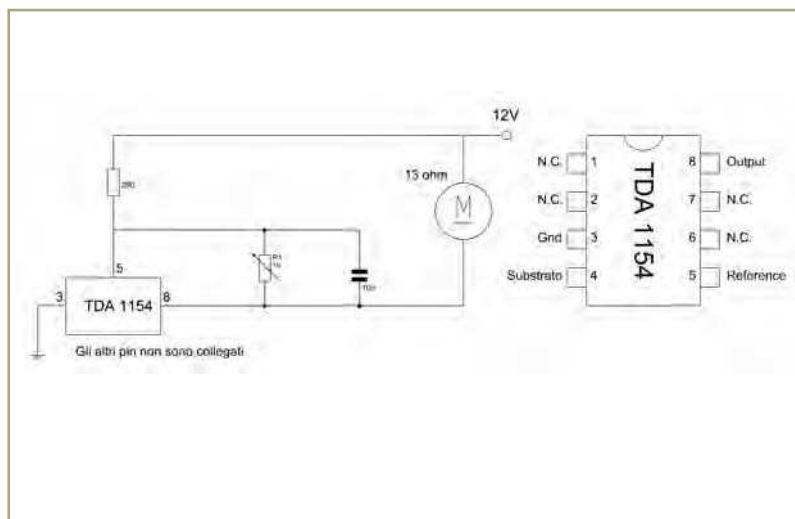 12V
13 ohm
M
5
3
TDA 1154
8
Gli altri pin non sono collegati
N.C.
1
TDA 1154
8
Output
N.C.
2
7
N.C.
Gnd
3
6
N.C.
Substrato
4
5
Reference